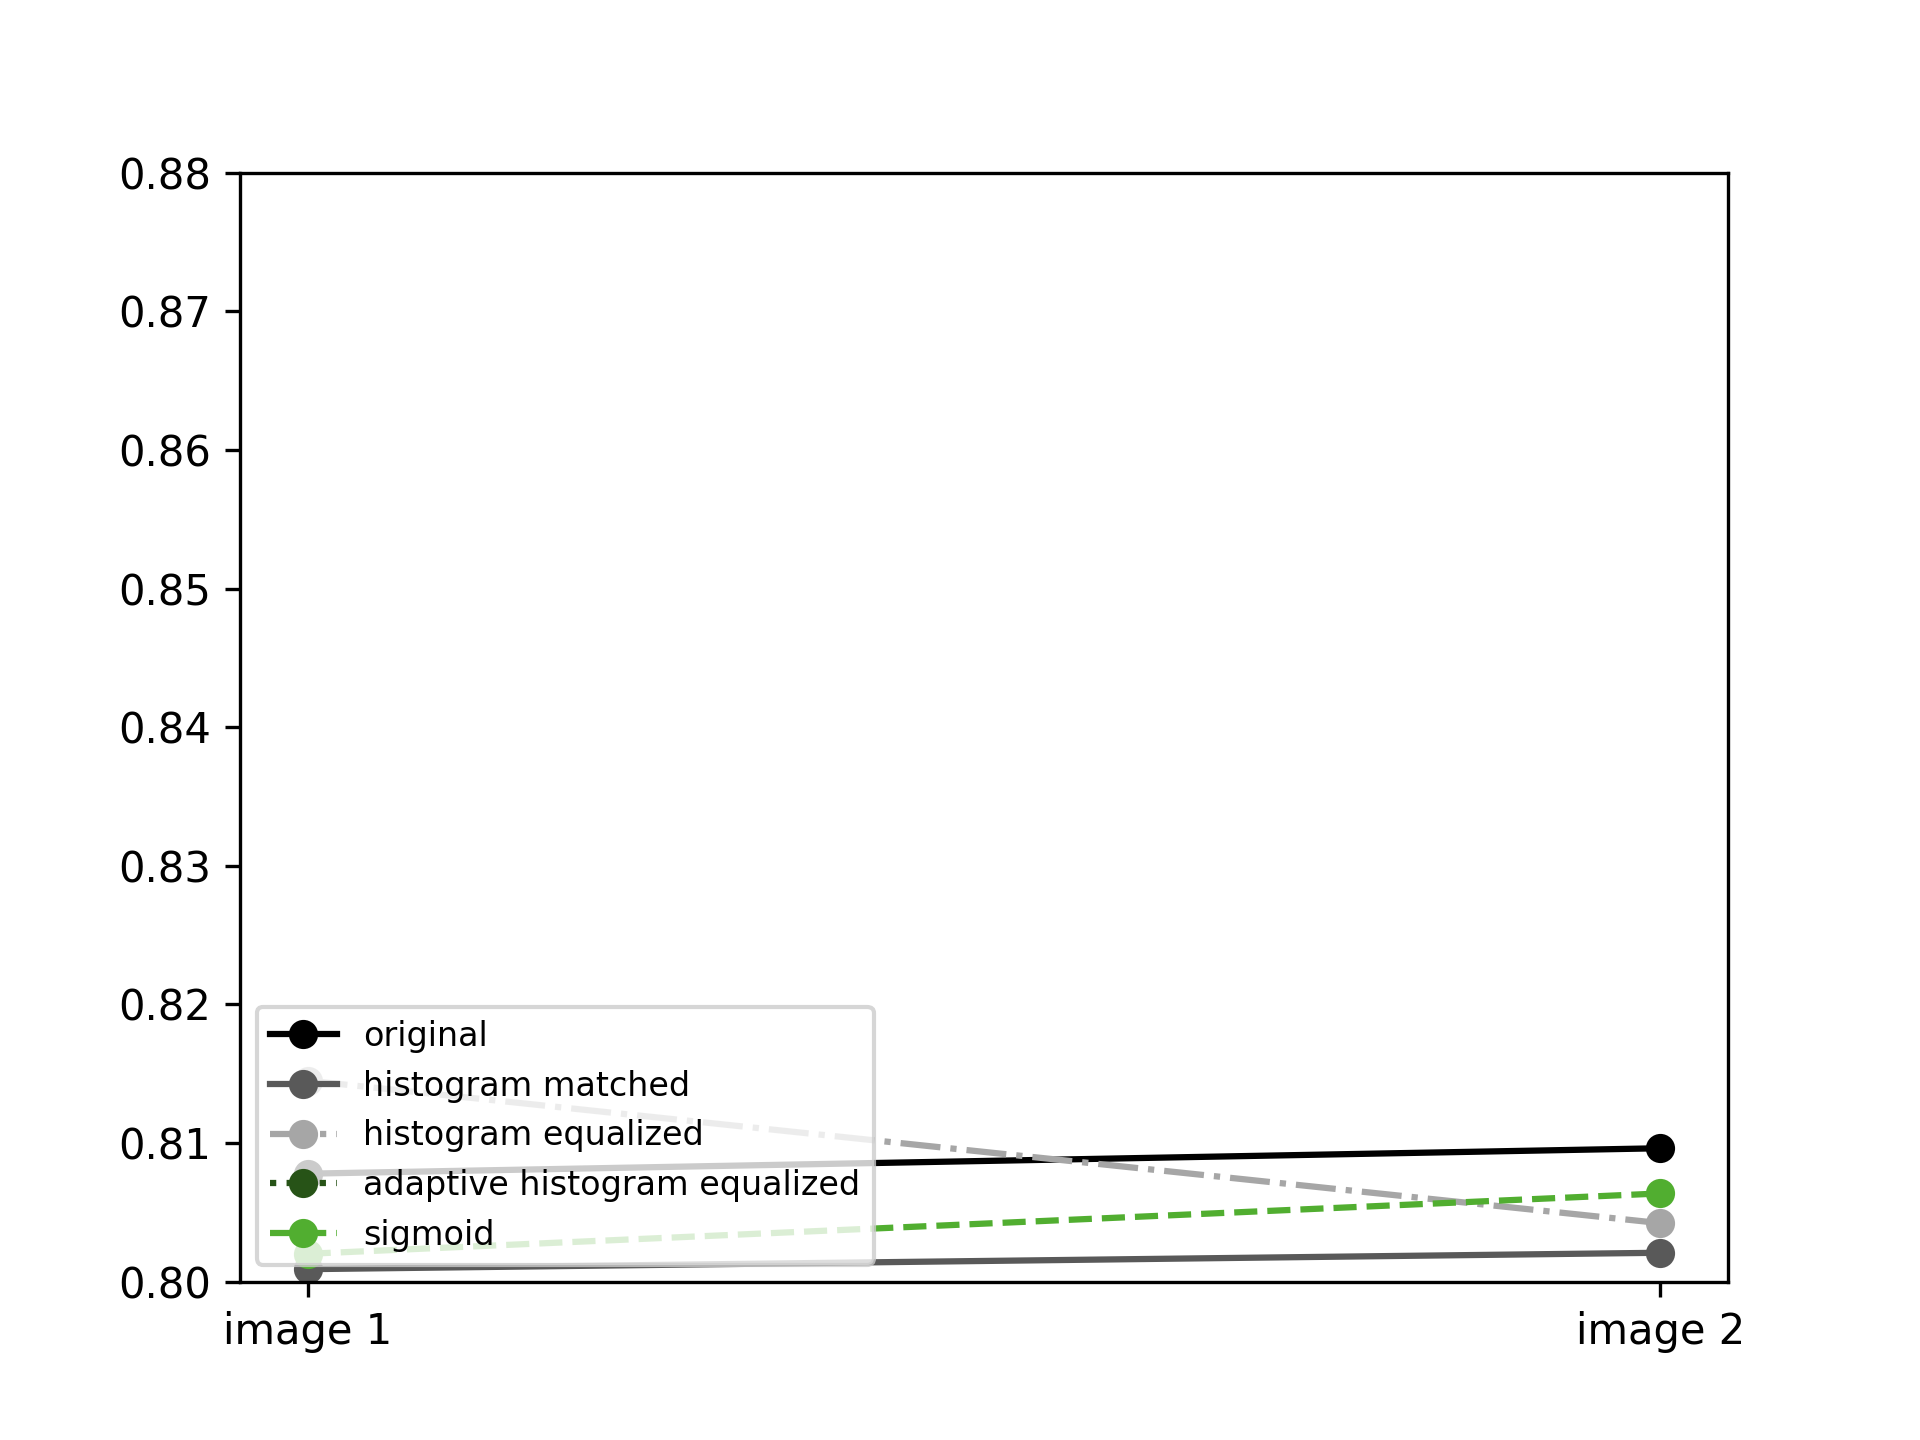 0.88
0.87
0.86
0.85
0.84
0.83
0.82
0.81
0.80
original
histogram matched
histogram equalized
adaptive histogram equalized
sigmoid
image 1
image 2